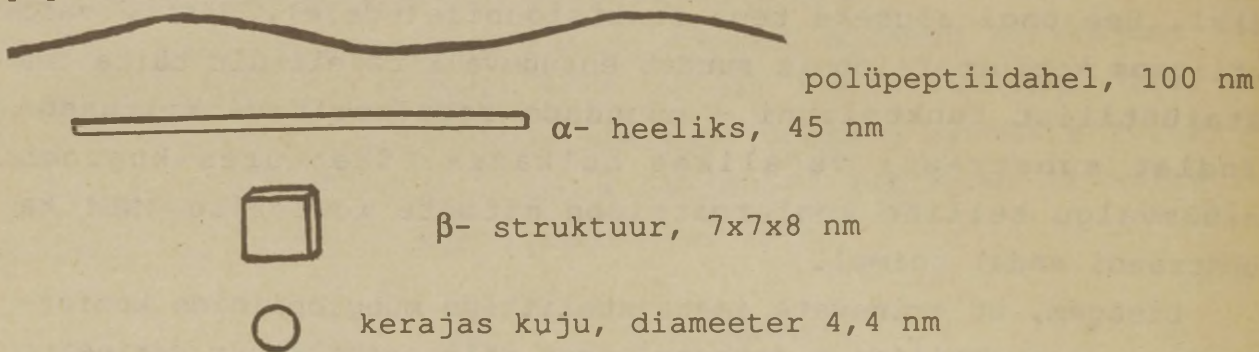 polüpeptiidahel, 100 nm
α- heeliks, 45 nm
β- struktuur, 7x7x8 nm
kerajas kuju, diameeter 4,4 nm